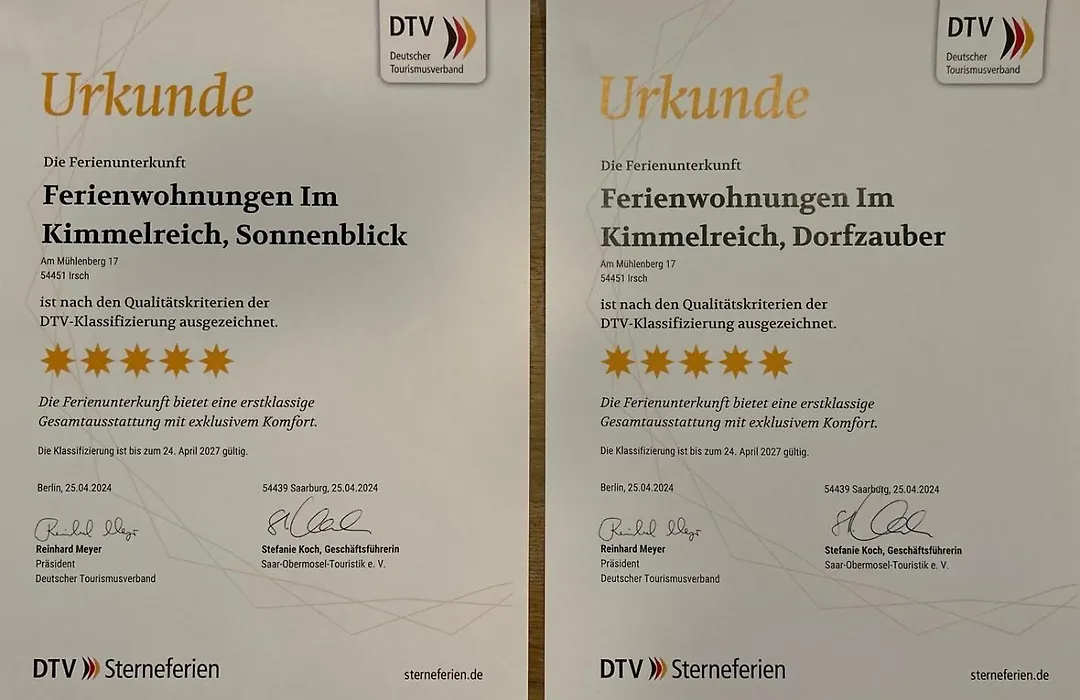 DTV
Deutscher
Tourismusverband
Urkunde
Die Ferienunterkunft
Ferienwohnungen Im
Kimmelreich, Sonnenblick
Am Mühlenberg 17
54451 Irsch
ist nach den Qualitätskriterien der
DTV-Klassifizierung ausgezeichnet.
Die Ferienunterkunft bietet eine erstklassige
Gesamtausstattung mit exklusivem Komfort.
Die Klassifizierung ist bis zum 24. April 2027 gültig.
Berlin, 25.04.2024
54439 Saarburg, 25.04.2024
Reinhard Meyer
Präsident
Deutscher Tourismusverband
Stefanie Koch, Geschäftsführerin
Saar-Obermosel-Touristik e. V.
DTV Sterneferien
sterneferien.de
DTV
Deutscher
Tourismusverband
Urkunde
Die Ferienunterkunft
Ferienwohnungen Im
Kimmelreich, Dorfzauber
Am Mühlenberg 17
54451 Irsch
ist nach den Qualitätskriterien der
DTV-Klassifizierung ausgezeichnet.
Die Ferienunterkunft bietet eine erstklassige
Gesamtausstattung mit exklusivem Komfort.
Die Klassifizierung ist bis zum 24. April 2027 gültig.
Berlin, 25.04.2024
54439 Saarburg, 25.04.2024
Reinhard Meyer
Präsident
Deutscher Tourismusverband
Stefanie Koch, Geschäftsführerin
Saar-Obermosel-Touristik e. V.
DTV Sterneferien
sterneferien.de